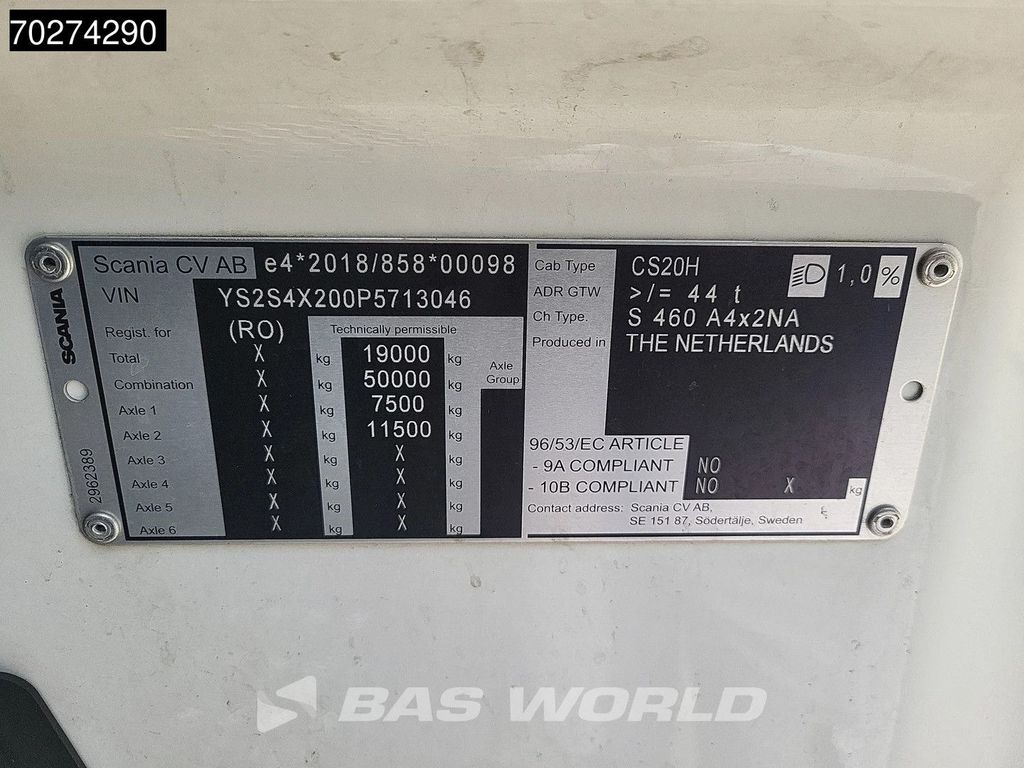 70274290
SCANIA
2962389
Scania CV AB e4*2018/858*00098
VIN YS2S4X200P5713046
Regist. for (RO) Technically permissible
Total X kg 19000 kg Axle Group
Combination X kg 50000 kg
Axle 1 X kg 7500 kg
Axle 2 X kg 11500 kg
Axle 3 X kg X kg
Axle 4 X kg X kg
Axle 5 X kg X kg
Axle 6 X kg X kg
Cab Type CS20H 1,0 %
ADR GTW >/= 44 t
Ch Type. S 460 A4x2NA
Produced in THE NETHERLANDS
96/53/EC ARTICLE
- 9A COMPLIANT NO
- 10B COMPLIANT NO X kg
Contact address: Scania CV AB,
SE 151 87, Södertälje, Sweden
BAS WORLD